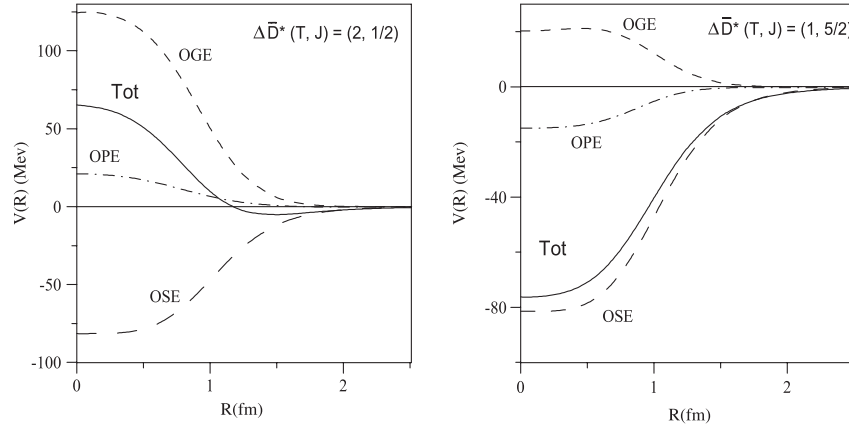 ΔD̅* (T, J) = (2, 1/2)
OGE
Tot
OPE
OSE
V(R) (Mev)
100
50
0
-50
-100
0
1
2
R(fm)
ΔD̅* (T, J) = (1, 5/2)
OGE
OPE
Tot
OSE
V(R) (Mev)
0
-40
-80
0
1
2
R(fm)